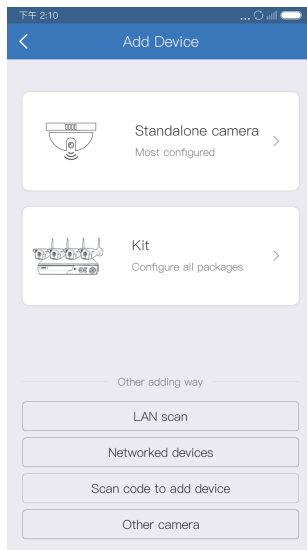 下午 2:10
...
Add Device
Standalone camera
Most configured
Kit
Configure all packages
Other adding way
LAN scan
Networked devices
Scan code to add device
Other camera